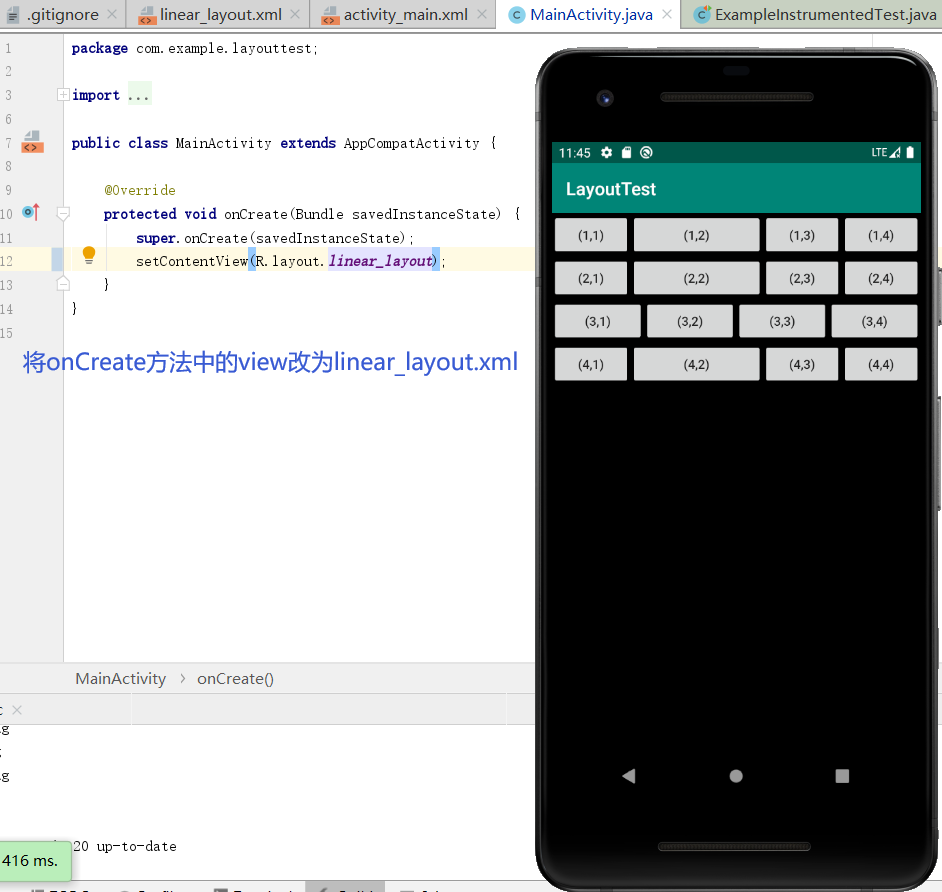 .gitignore linear_layout.xml activity_main.xml MainActivity.java ExampleInstrumentedTest.java
1 package com.example.layouttest;
2
3 import ...
6
7 public class MainActivity extends AppCompatActivity {
8
9 @Override
10 protected void onCreate(Bundle savedInstanceState) {
11 super.onCreate(savedInstanceState);
12 setContentView(R.layout.linear_layout);
13 }
14 }
15
将onCreate方法中的view改为linear_layout.xml
MainActivity > onCreate()
20 up-to-date
416 ms.
11:45 LTE
LayoutTest
(1,1) (1,2) (1,3) (1,4)
(2,1) (2,2) (2,3) (2,4)
(3,1) (3,2) (3,3) (3,4)
(4,1) (4,2) (4,3) (4,4)